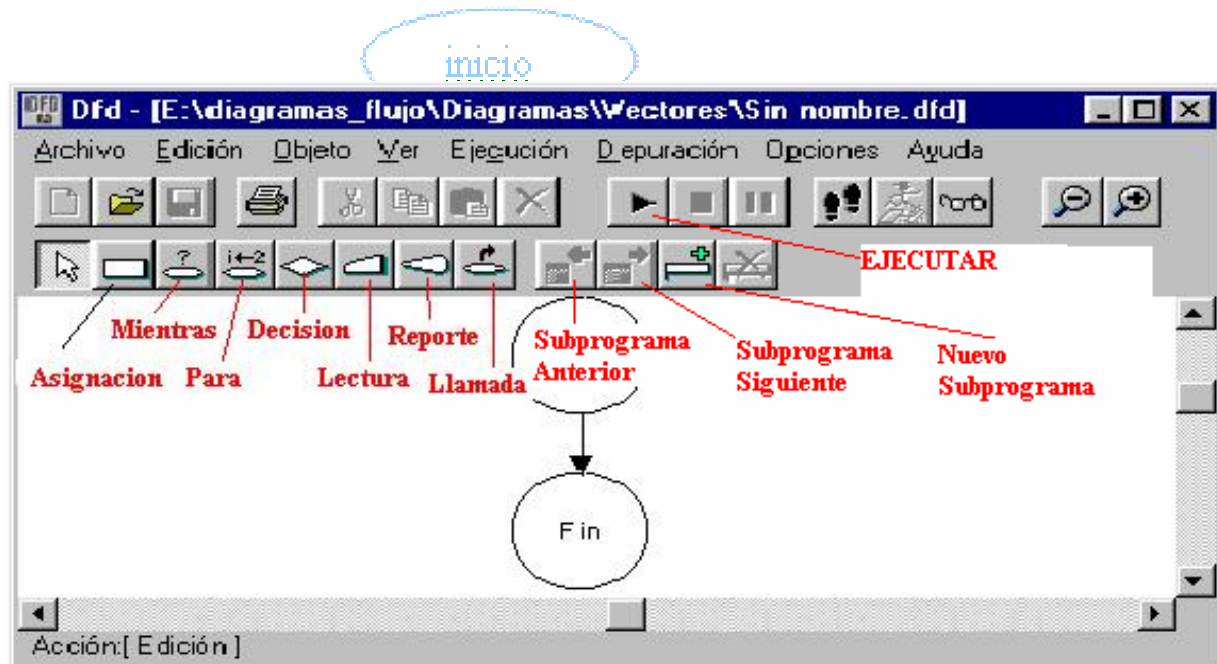 inicio
Dfd - [E:\diagramas_flujo\Diagramas\Vectores\Sin nombre.dfd]
Archivo Edición Objeto Ver Ejecución Depuración Opciones Ayuda
? i←2
EJECUTAR
Mientras Decision Reporte
Subprograma Anterior
Subprograma Siguiente
Nuevo Subprograma
Asignacion Para Lectura Llamada
Fin
Acción:[ Edición ]